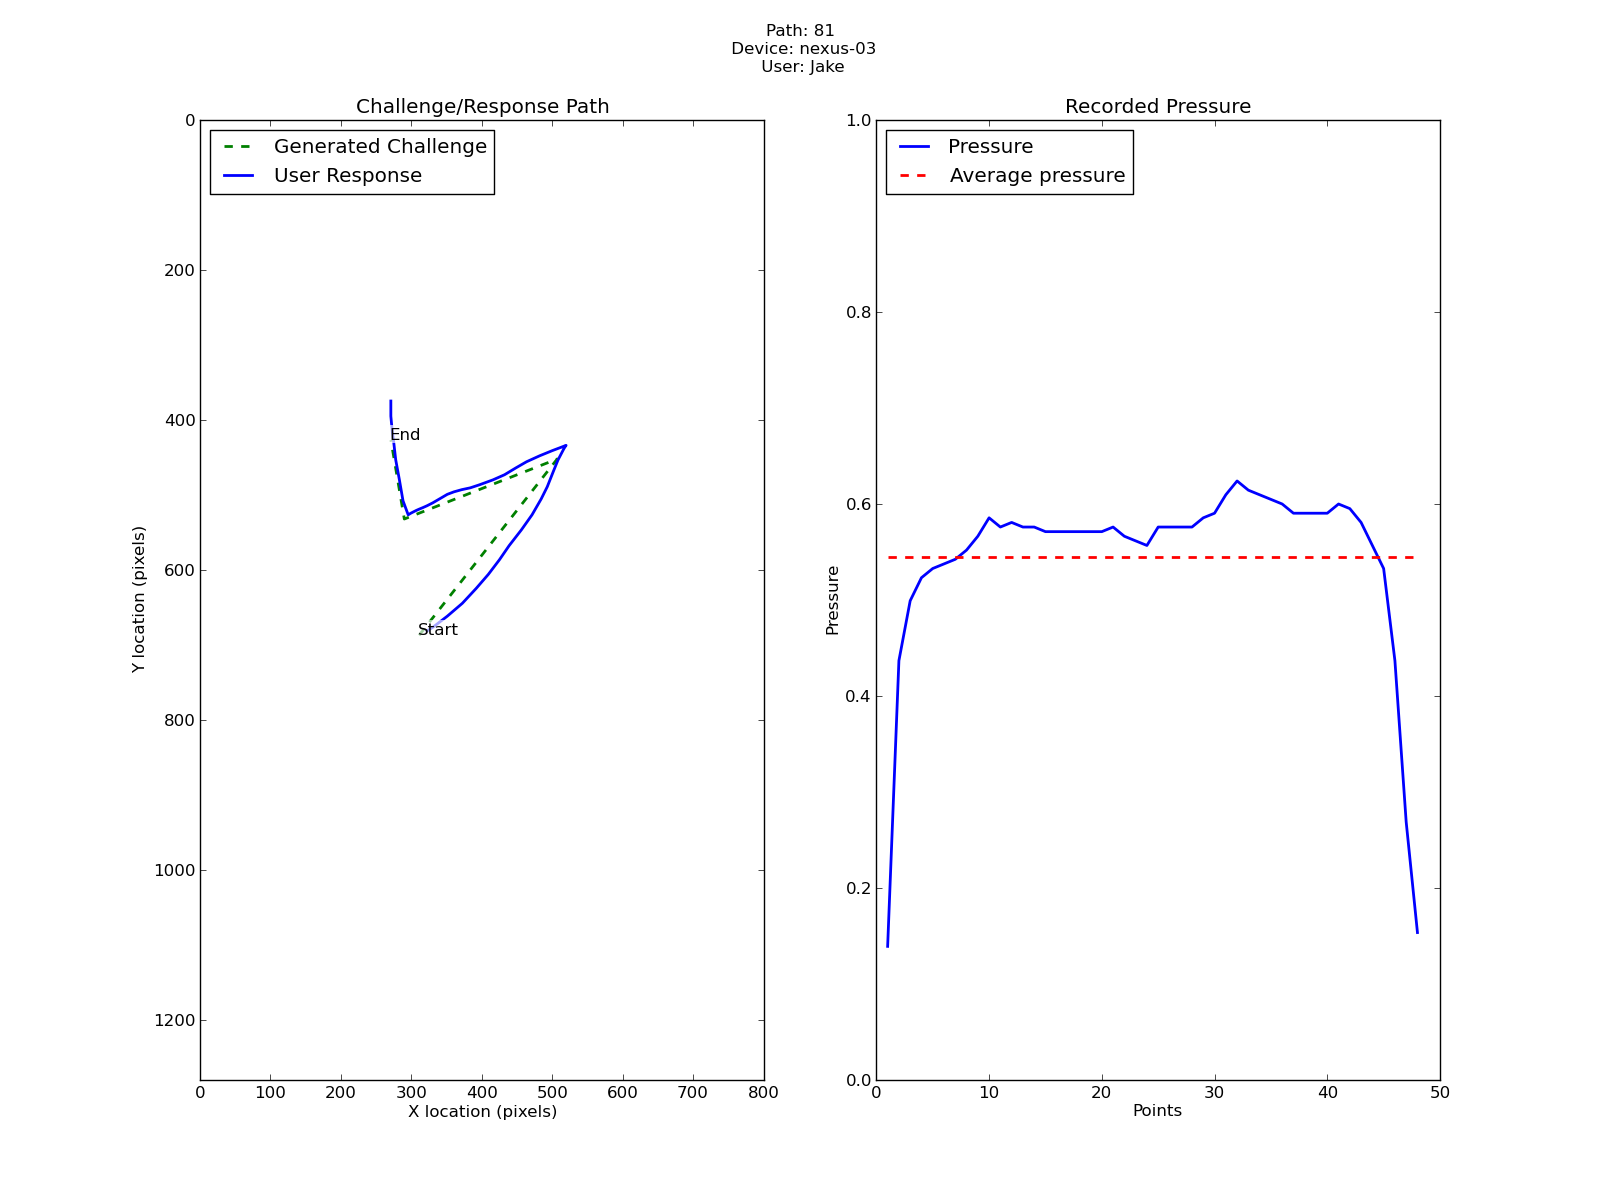 Path: 81
Device: nexus-03
User: Jake
Challenge/Response Path
Generated Challenge
User Response
0
200
400
600
800
1000
1200
Y location (pixels)
End
Start
0 100 200 300 400 500 600 700 800
X location (pixels)
Recorded Pressure
Pressure
Average pressure
1.0
0.8
0.6
0.4
0.2
0.0
Pressure
0 10 20 30 40 50
Points